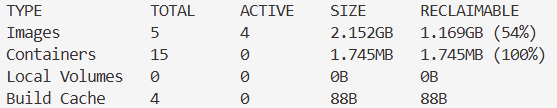 TYPE TOTAL ACTIVE SIZE RECLAIMABLE
Images 5 4 2.152GB 1.169GB (54%)
Containers 15 0 1.745MB 1.745MB (100%)
Local Volumes 0 0 0B 0B
Build Cache 4 0 88B 88B